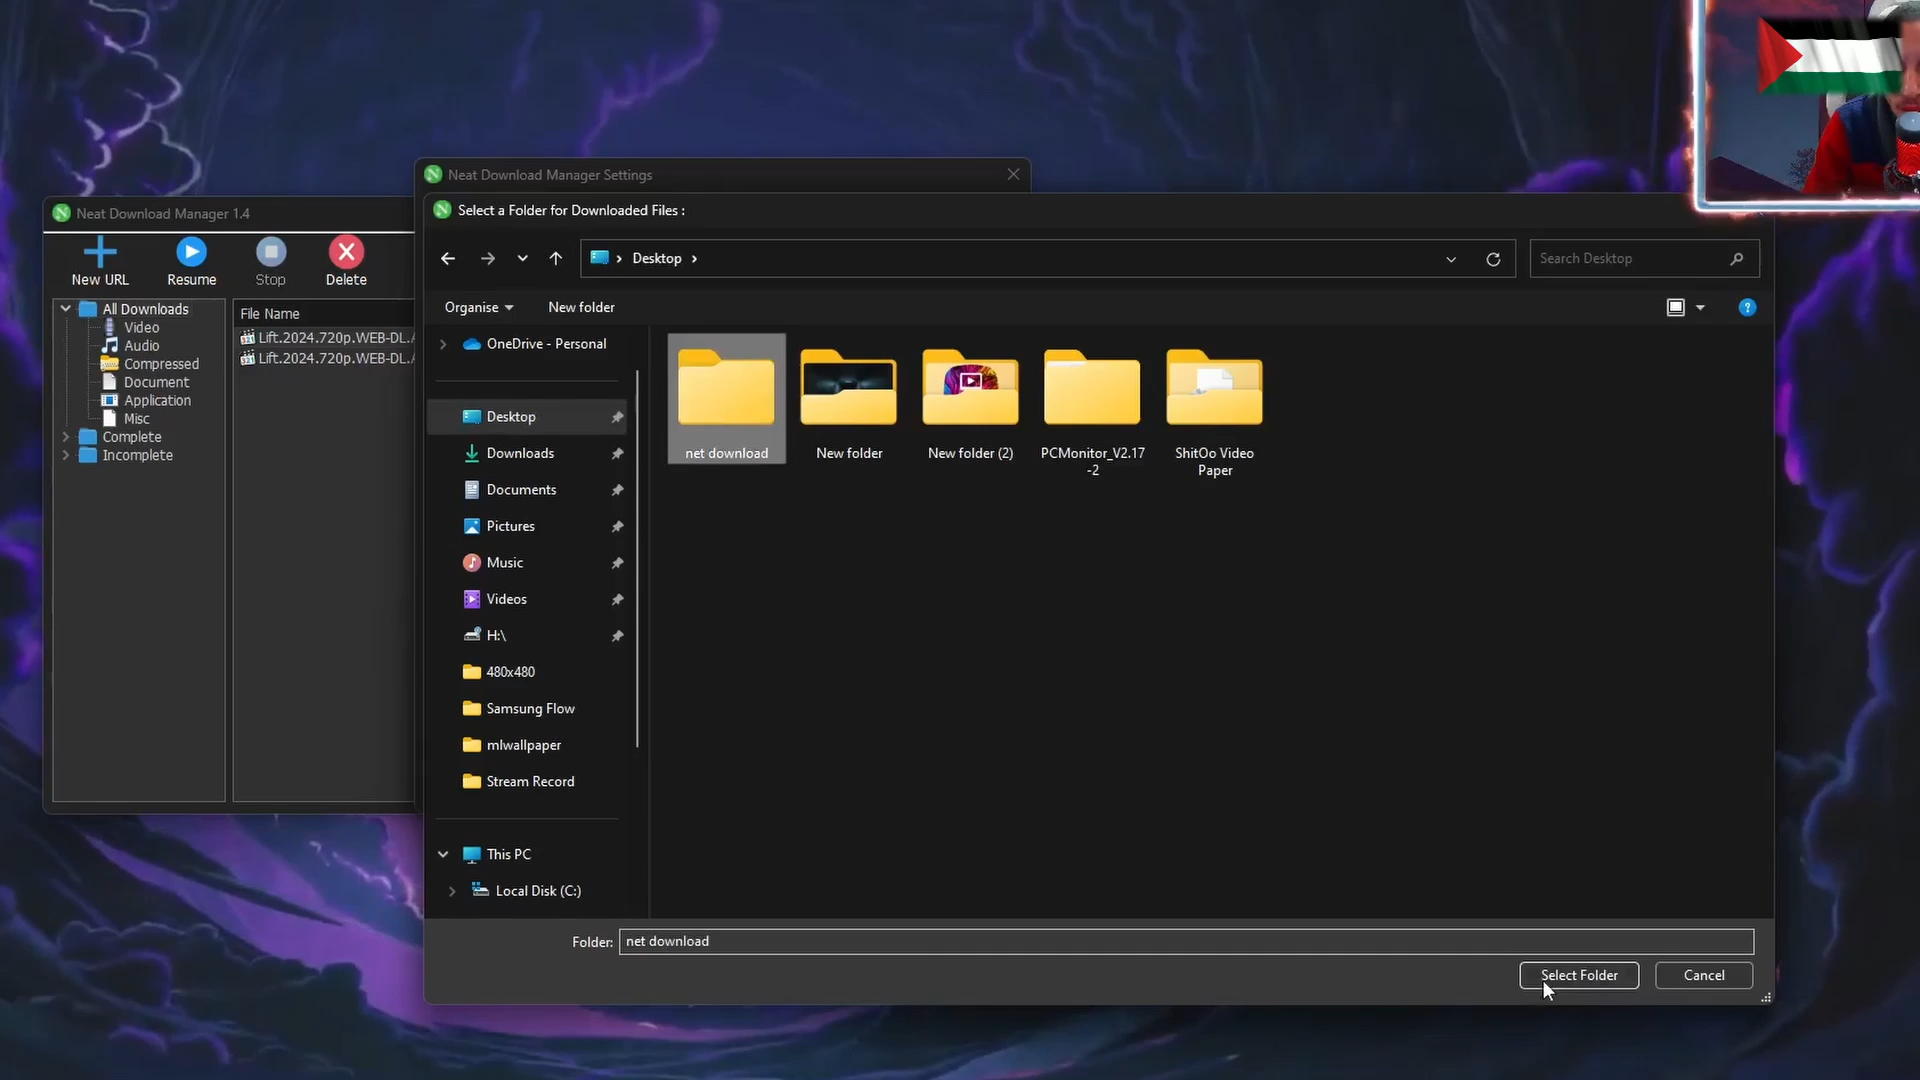 Neat Download Manager Settings
Neat Download Manager 1.4
Select a Folder for Downloaded Files :
New URL
Resume
Stop
Delete
Desktop
Search Desktop
Organise
New folder
All Downloads
Video
Audio
Compressed
Document
Application
Misc
Complete
Incomplete
File Name
Lift.2024.720p.WEB-DL.
Lift.2024.720p.WEB-DL.
OneDrive - Personal
Desktop
Downloads
Documents
Pictures
Music
Videos
H:\
480x480
Samsung Flow
mlwallpaper
Stream Record
This PC
Local Disk (C:)
net download
New folder
New folder (2)
PCMonitor_V2.17
-2
ShitOo Video
Paper
Folder:
net download
Select Folder
Cancel